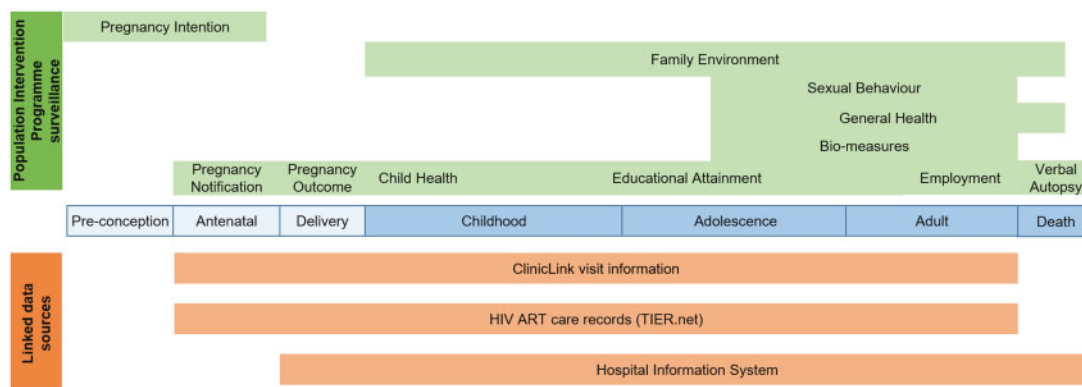 Population Intervention
Programme
surveillance
Pregnancy Intention
Family Environment
Sexual Behaviour
General Health
Bio-measures
Pregnancy
Notification
Pregnancy
Outcome
Child Health
Educational Attainment
Employment
Verbal
Autopsy
Pre-conception
Antenatal
Delivery
Childhood
Adolescence
Adult
Death
Linked data
sources
ClinicLink visit information
HIV ART care records (TIER.net)
Hospital Information System